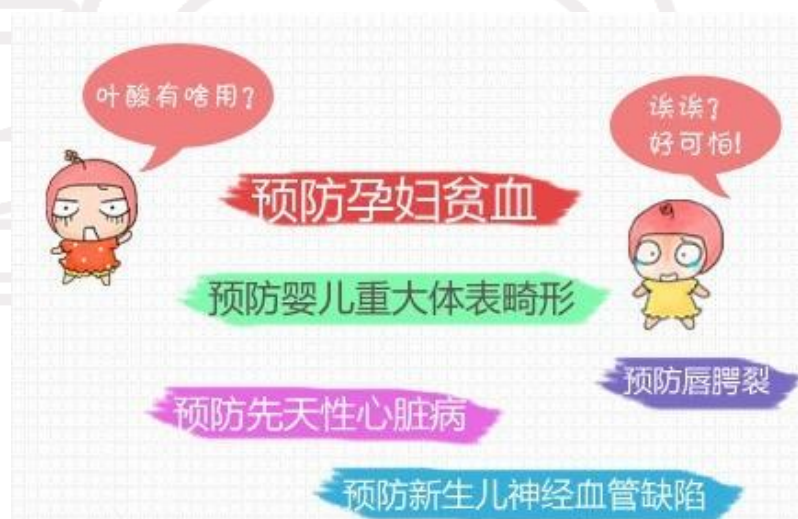 叶酸有啥用?
诶诶?
好可怕!
预防孕妇贫血
预防婴儿重大体表畸形
预防唇腭裂
预防先天性心脏病
预防新生儿神经血管缺陷